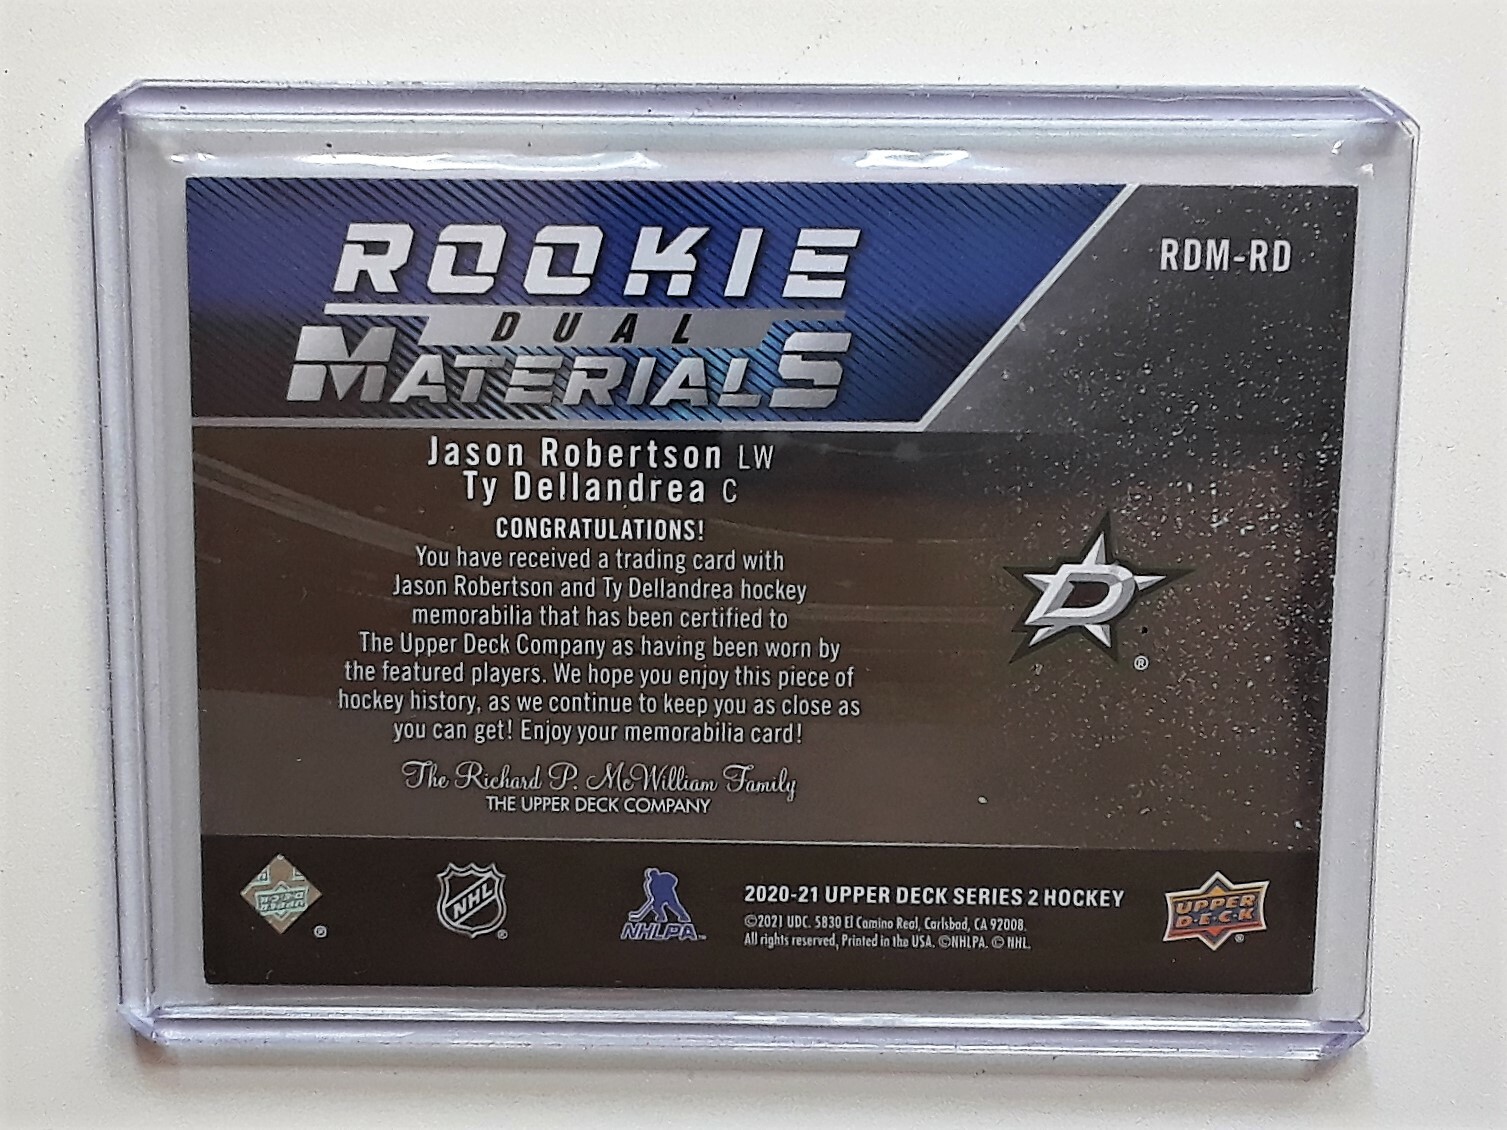 ROOKIE
DUAL
MATERIALS
RDM-RD
Jason Robertson LW
Ty Dellandrea C
CONGRATULATIONS!
You have received a trading card with
Jason Robertson and Ty Dellandrea hockey
memorabilia that has been certified to
The Upper Deck Company as having been worn by
the featured players. We hope you enjoy this piece of
hockey history, as we continue to keep you as close as
you can get! Enjoy your memorabilia card!
The Richard P. McWilliam Family
THE UPPER DECK COMPANY
D
®
®
NHL
®
NHLPA™
2020-21 UPPER DECK SERIES 2 HOCKEY
©2021 UDC. 5830 El Camino Real, Carlsbad, CA 92008.
All rights reserved, Printed in the USA. ©NHLPA. © NHL.
UPPER
D·E·C·K
®